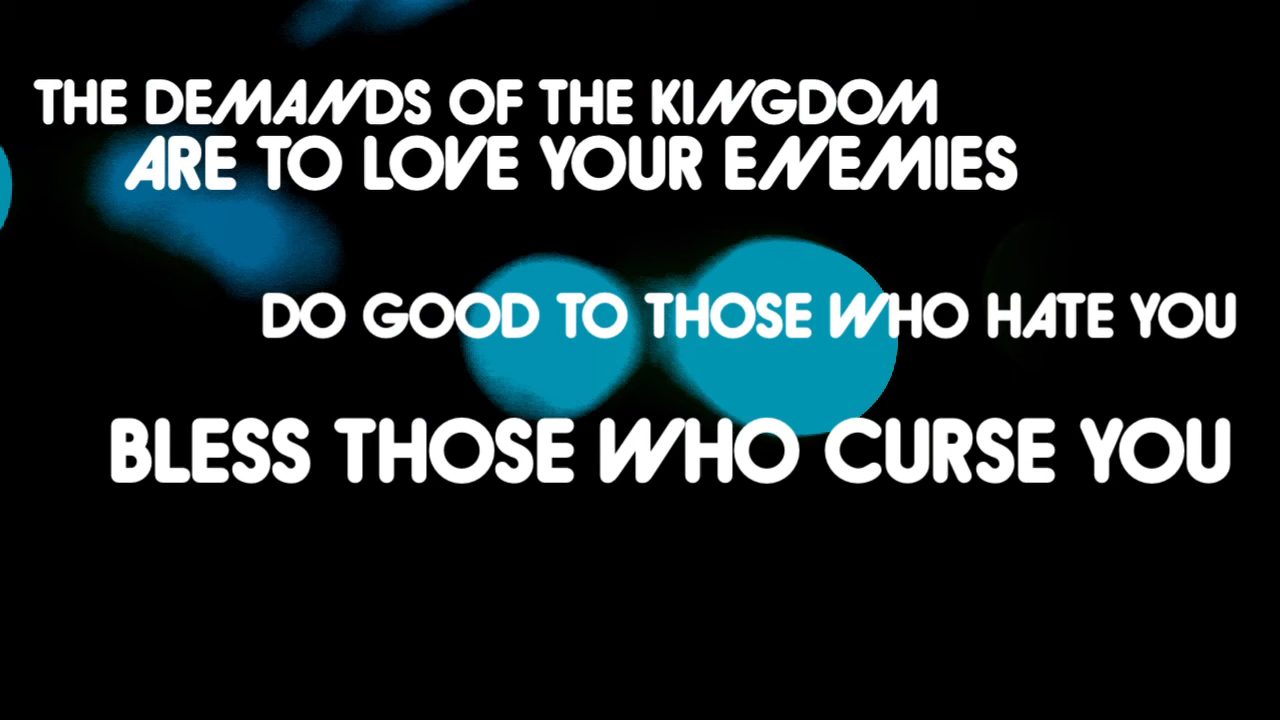 THE DEMANDS OF THE KINGDOM
ARE TO LOVE YOUR ENEMIES
DO GOOD TO THOSE WHO HATE YOU
BLESS THOSE WHO CURSE YOU